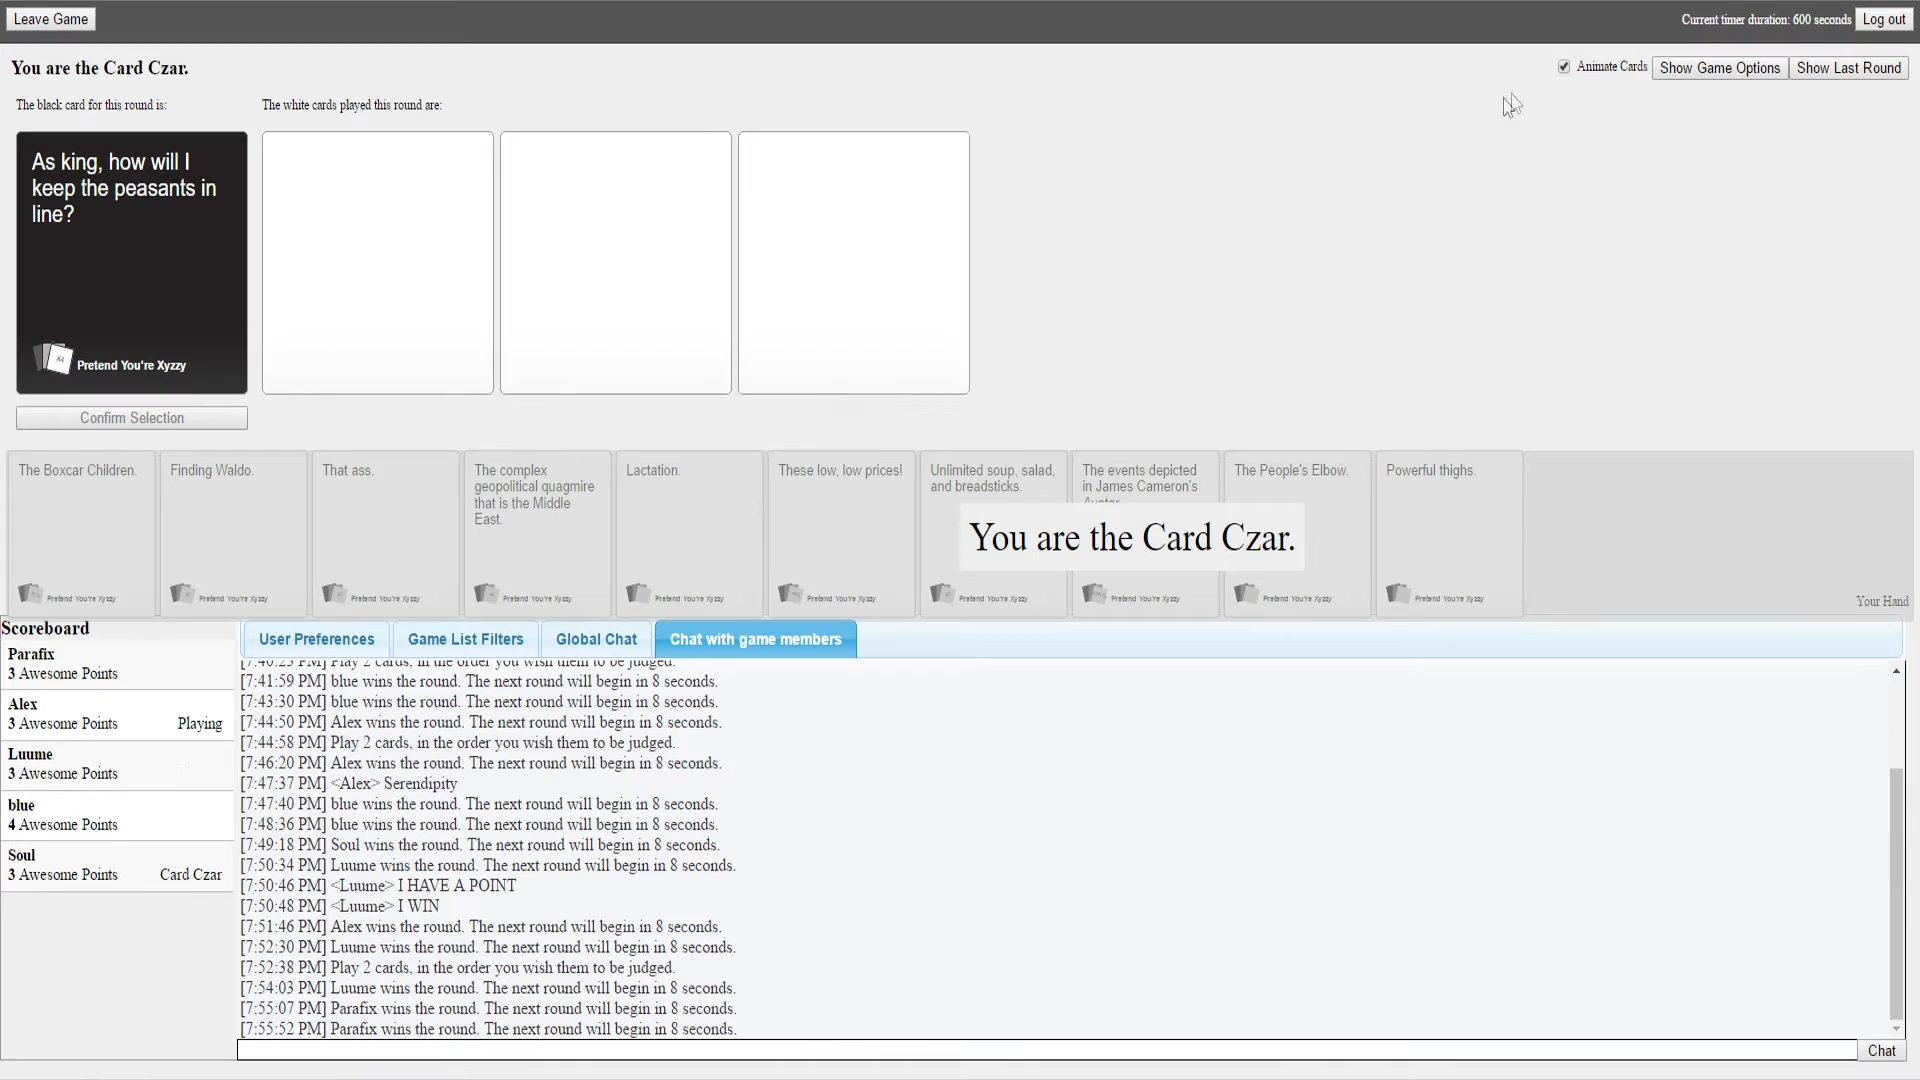 Leave Game
Current timer duration: 600 seconds
Log out
You are the Card Czar.
Animate Cards
Show Game Options
Show Last Round
The black card for this round is:
The white cards played this round are:
As king, how will I
keep the peasants in
line?
X4
Pretend You're Xyzzy
Confirm Selection
The Boxcar Children.
Pretend You're Xyzzy
Finding Waldo.
Pretend You're Xyzzy
That ass.
Pretend You're Xyzzy
The complex
geopolitical quagmire
that is the Middle
East.
Pretend You're Xyzzy
Lactation.
Pretend You're Xyzzy
These low, low prices!
Pretend You're Xyzzy
Unlimited soup, salad,
and breadsticks.
Pretend You're Xyzzy
The events depicted
in James Cameron's
Avatar
Pretend You're Xyzzy
The People's Elbow.
Pretend You're Xyzzy
Powerful thighs.
Pretend You're Xyzzy
You are the Card Czar.
Your Hand
Scoreboard
Parafix
3 Awesome Points
Alex
3 Awesome Points Playing
Luume
3 Awesome Points
blue
4 Awesome Points
Soul
3 Awesome Points Card Czar
User Preferences
Game List Filters
Global Chat
Chat with game members
[7:40:23 PM] Play 2 cards, in the order you wish them to be judged.
[7:41:59 PM] blue wins the round. The next round will begin in 8 seconds.
[7:43:30 PM] blue wins the round. The next round will begin in 8 seconds.
[7:44:50 PM] Alex wins the round. The next round will begin in 8 seconds.
[7:44:58 PM] Play 2 cards, in the order you wish them to be judged.
[7:46:20 PM] Alex wins the round. The next round will begin in 8 seconds.
[7:47:37 PM] <Alex> Serendipity
[7:47:40 PM] blue wins the round. The next round will begin in 8 seconds.
[7:48:36 PM] blue wins the round. The next round will begin in 8 seconds.
[7:49:18 PM] Soul wins the round. The next round will begin in 8 seconds.
[7:50:34 PM] Luume wins the round. The next round will begin in 8 seconds.
[7:50:46 PM] <Luume> I HAVE A POINT
[7:50:48 PM] <Luume> I WIN
[7:51:46 PM] Alex wins the round. The next round will begin in 8 seconds.
[7:52:30 PM] Luume wins the round. The next round will begin in 8 seconds.
[7:52:38 PM] Play 2 cards, in the order you wish them to be judged.
[7:54:03 PM] Luume wins the round. The next round will begin in 8 seconds.
[7:55:07 PM] Parafix wins the round. The next round will begin in 8 seconds.
[7:55:52 PM] Parafix wins the round. The next round will begin in 8 seconds.
Chat